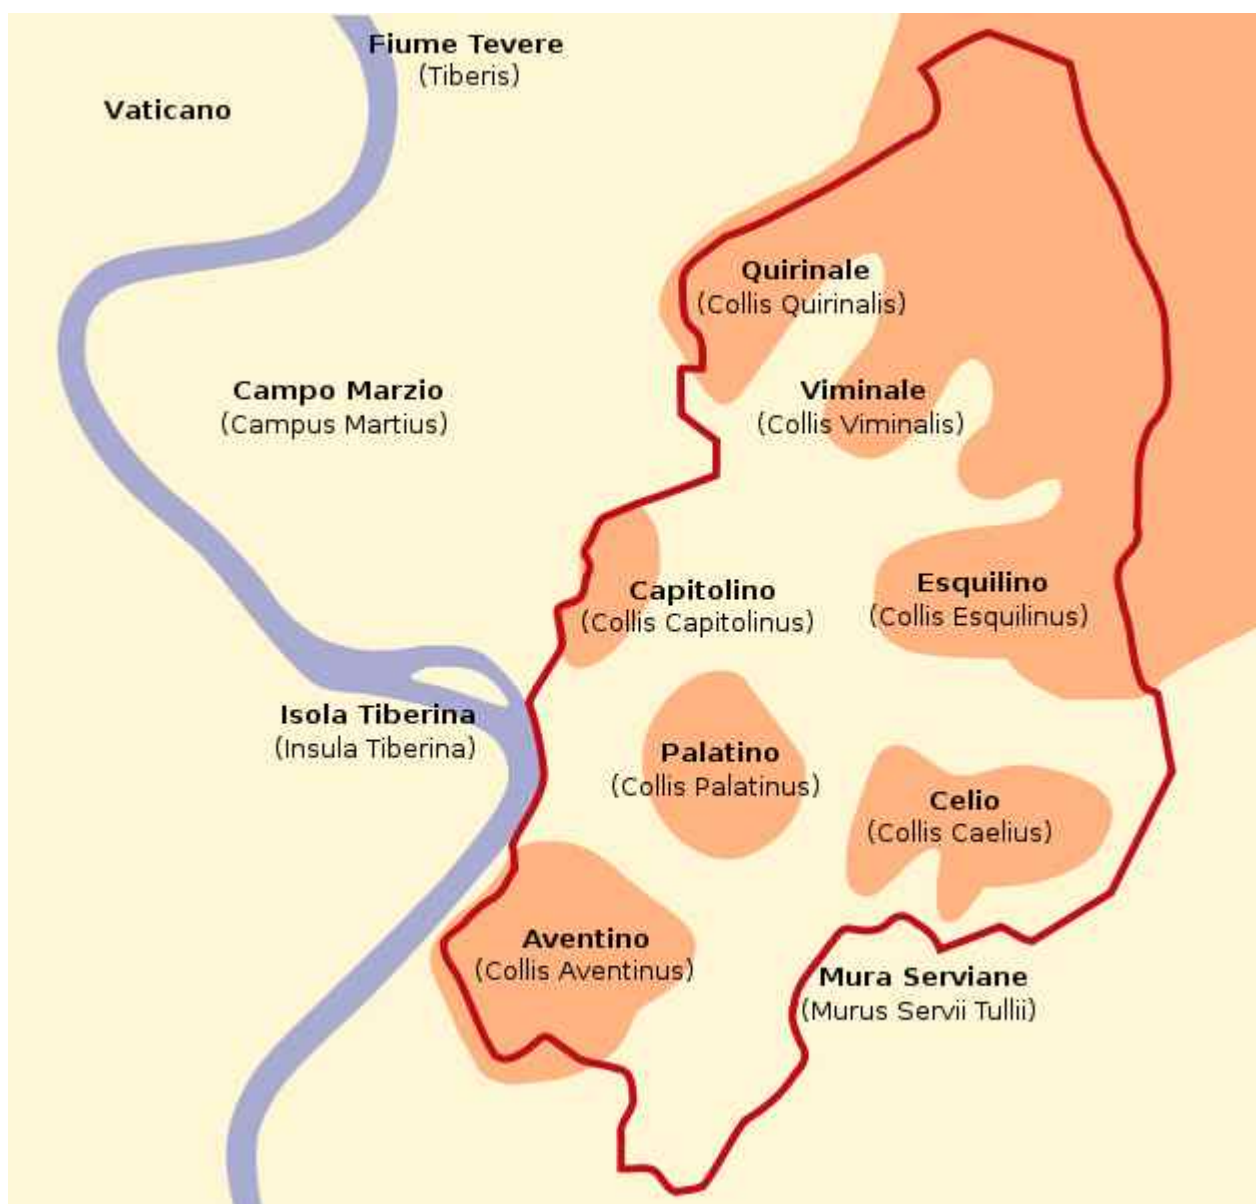 Fiume Tevere
(Tiberis)
Vaticano
Quirinale
(Collis Quirinalis)
Campo Marzio
(Campus Martius)
Viminale
(Collis Viminalis)
Capitolino
(Collis Capitolinus)
Esquilino
(Collis Esquilinus)
Isola Tiberina
(Insula Tiberina)
Palatino
(Collis Palatinus)
Celio
(Collis Caelius)
Aventino
(Collis Aventinus)
Mura Serviane
(Murus Servii Tullii)